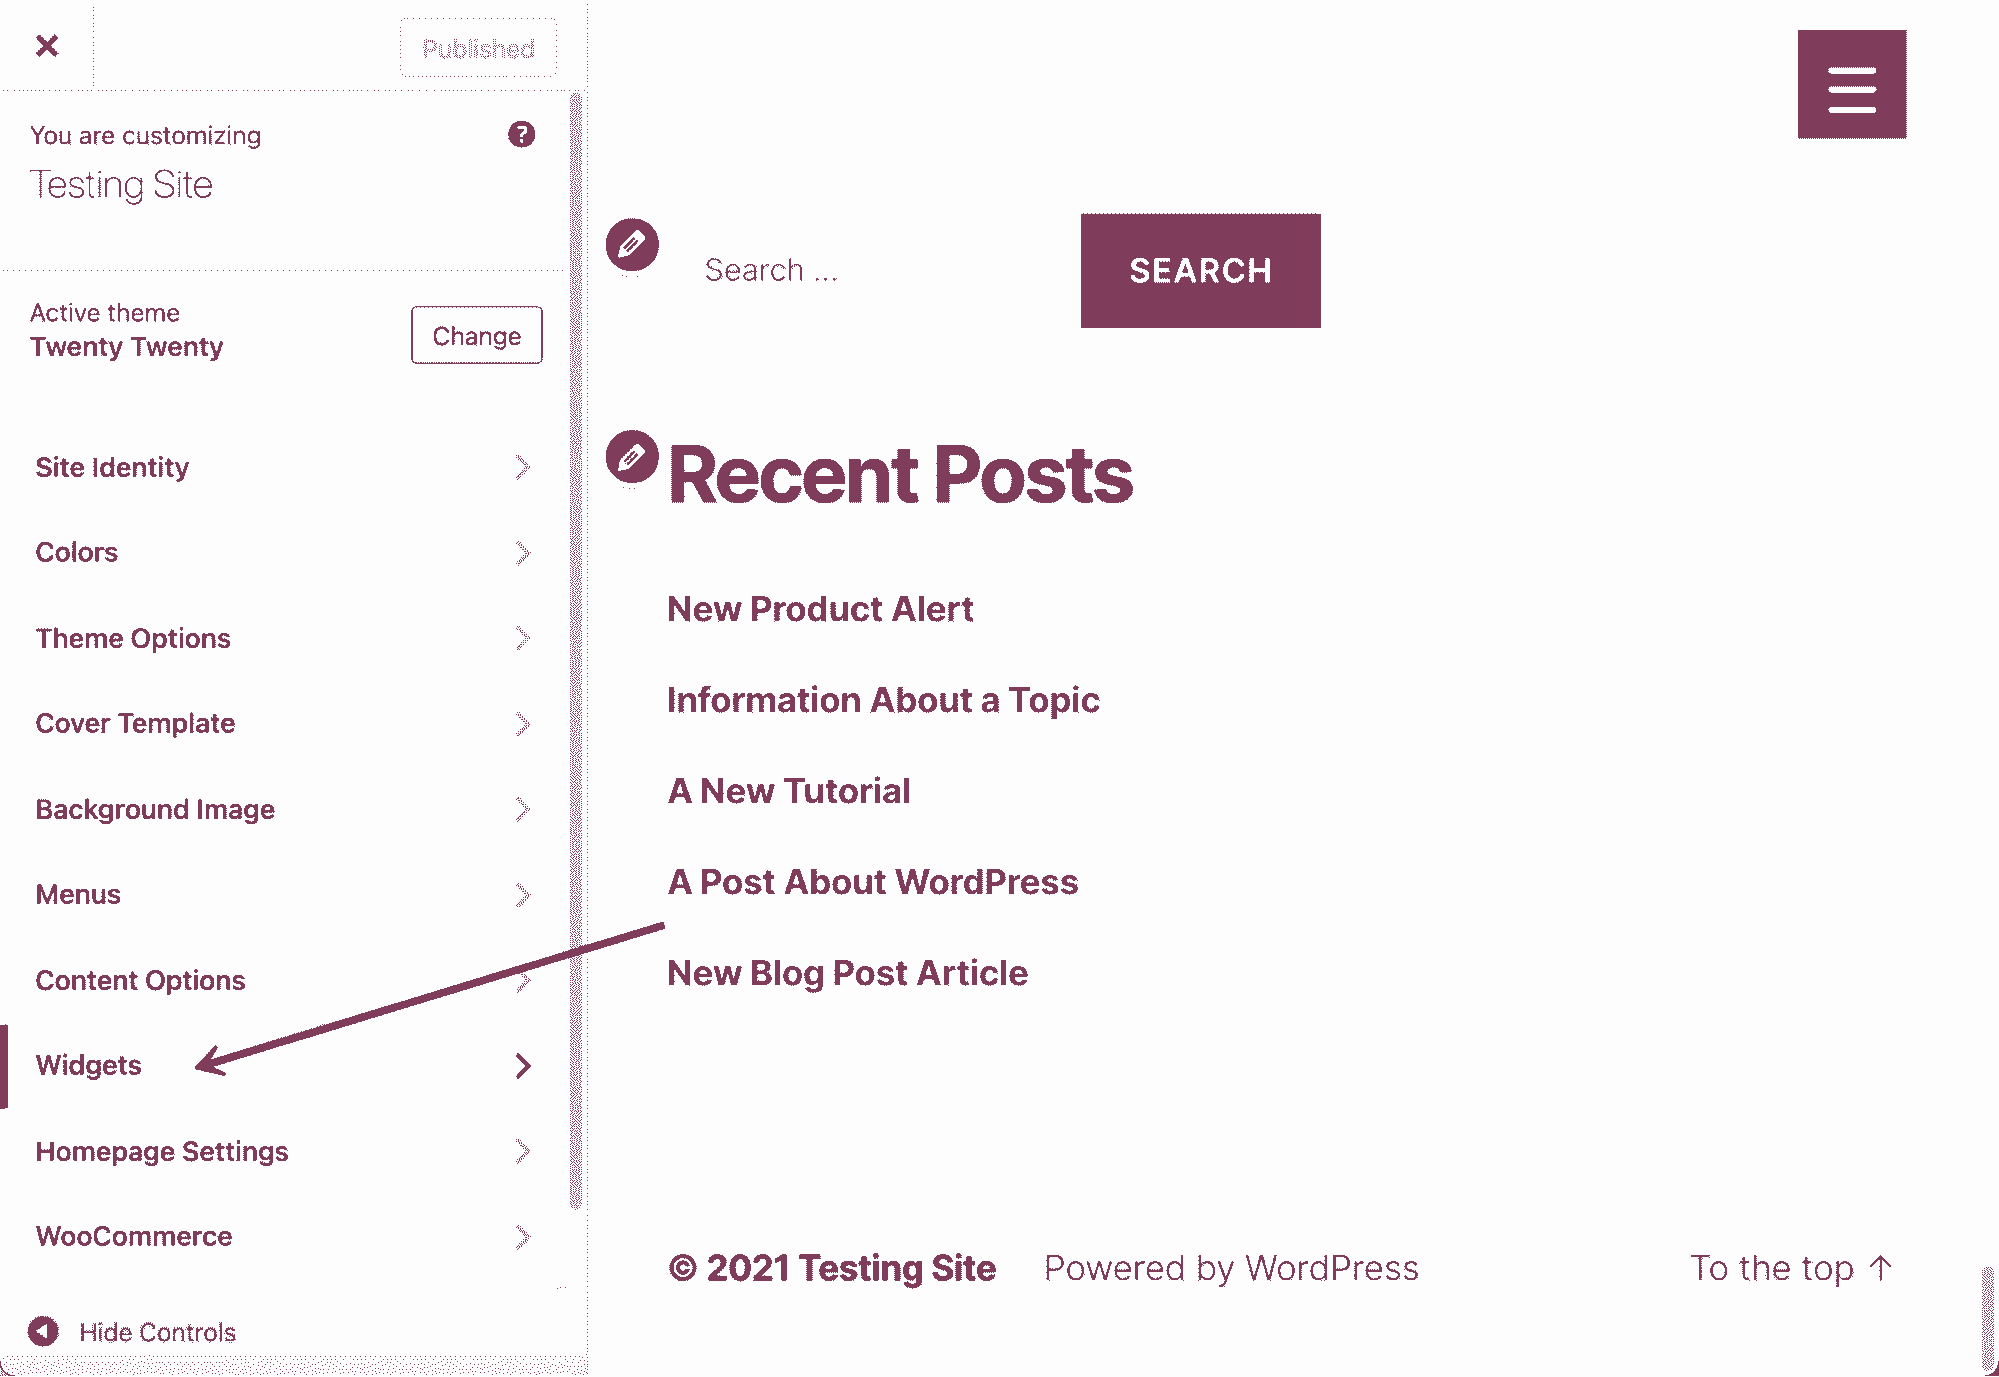 Published
You are customizing
Testing Site
Active theme
Twenty Twenty
Change
Site Identity
Colors
Theme Options
Cover Template
Background Image
Menus
Content Options
Widgets
Homepage Settings
WooCommerce
Hide Controls
Search ...
SEARCH
Recent Posts
New Product Alert
Information About a Topic
A New Tutorial
A Post About WordPress
New Blog Post Article
© 2021 Testing Site Powered by WordPress To the top ↑